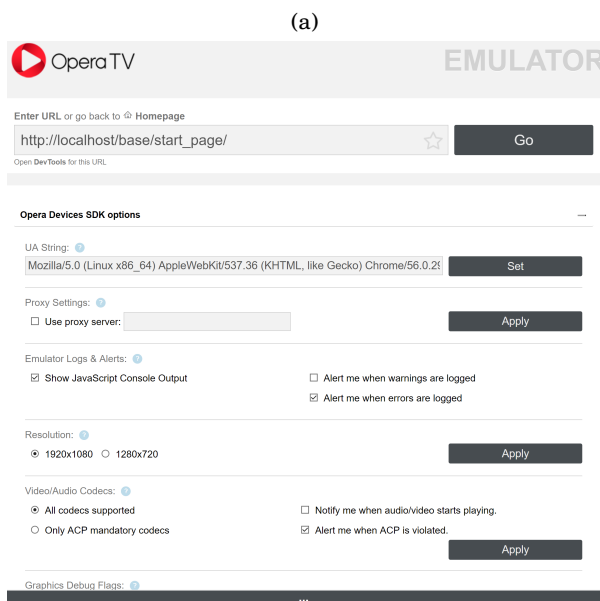 (a)
Opera TV EMULATOR
Enter URL or go back to Homepage
http://localhost/base/start_page/ Go
Open DevTools for this URL
Opera Devices SDK options
UA String: ?
Mozilla/5.0 (Linux x86_64) AppleWebKit/537.36 (KHTML, like Gecko) Chrome/56.0.29 Set
Proxy Settings: ?
Use proxy server: Apply
Emulator Logs & Alerts: ?
Show JavaScript Console Output Alert me when warnings are logged
Alert me when errors are logged
Resolution: ?
1920x1080 1280x720 Apply
Video/Audio Codecs: ?
All codecs supported Notify me when audio/video starts playing.
Only ACP mandatory codecs Alert me when ACP is violated.
Apply
Graphics Debug Flags: ?
...